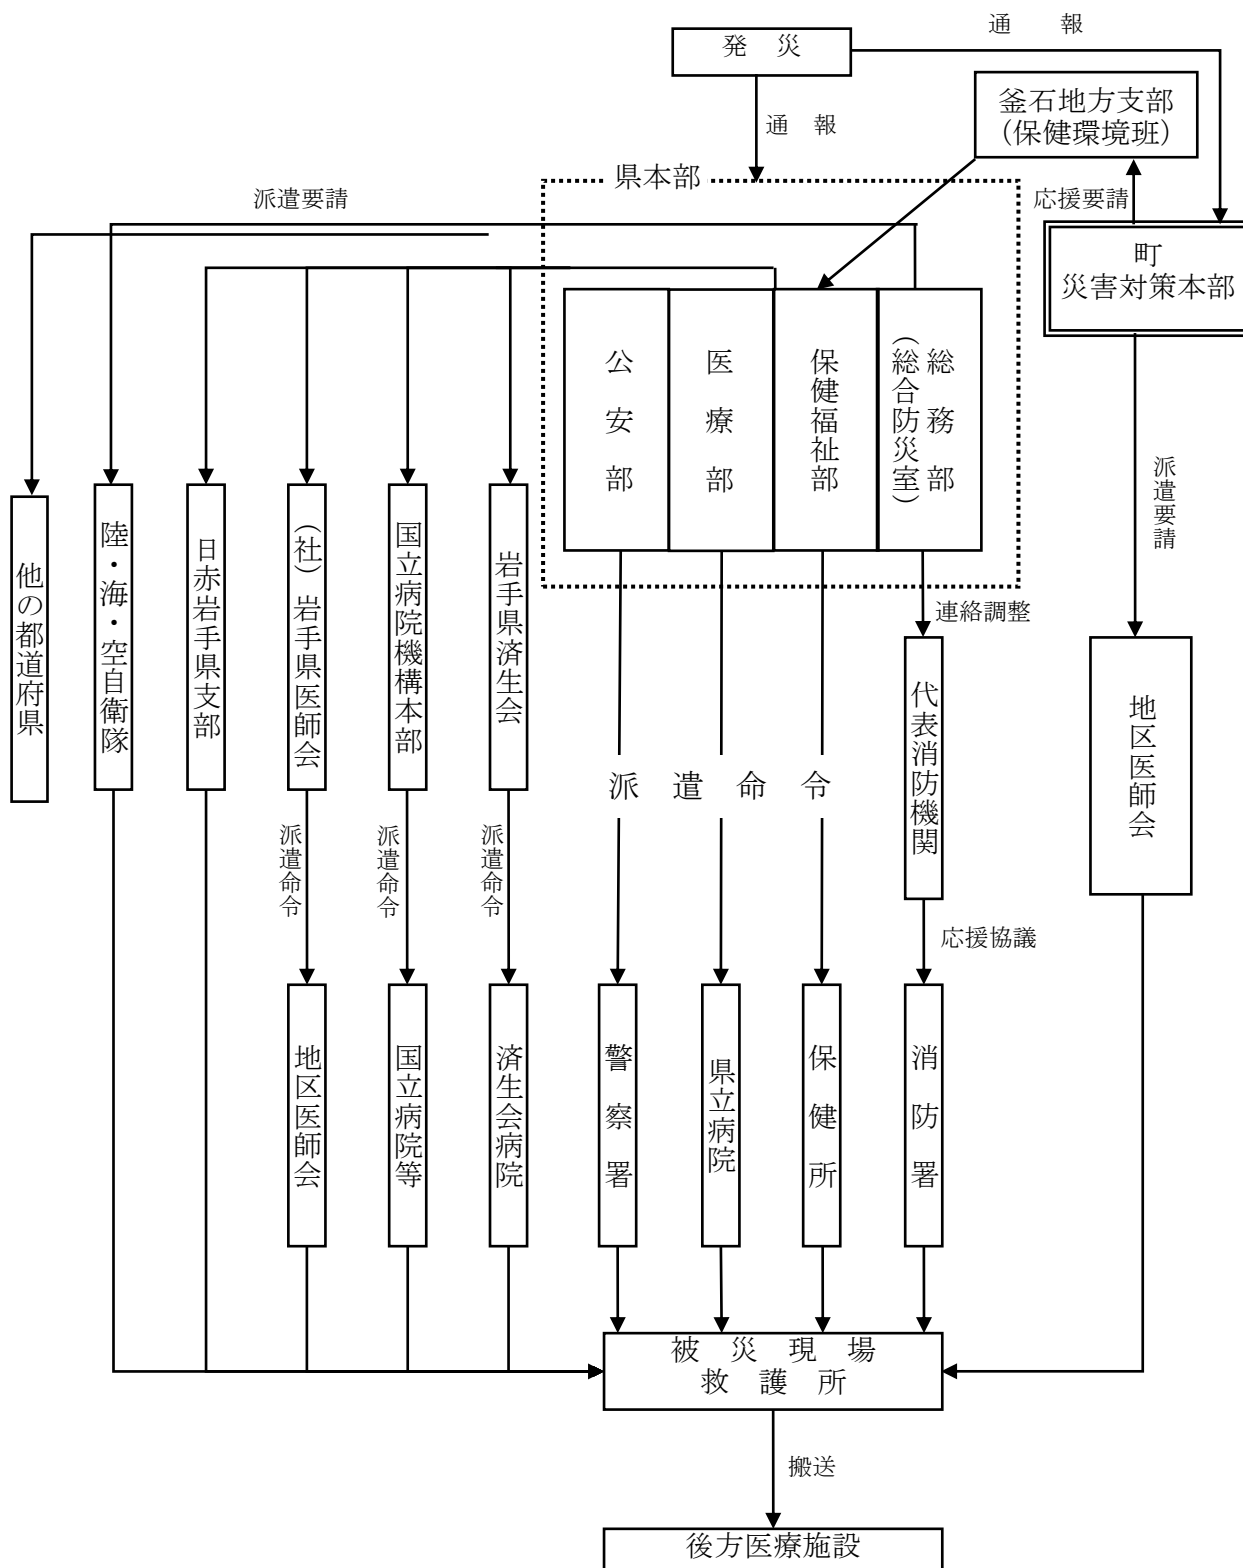 通　報
発　災
釜石地方支部
（保健環境班）
通　報
県本部
派遣要請
応援要請
町
災害対策本部
公安部
医療部
保健福祉部
総務部
（総合防災室）
派遣要請
他の都道府県
陸・海・空自衛隊
日赤岩手県支部
（社）岩手県医師会
国立病院機構本部
岩手県済生会
連絡調整
代表消防機関
地区医師会
派　遣　命　令
派遣命令
派遣命令
派遣命令
応援協議
地区医師会
国立病院等
済生会病院
警察署
県立病院
保健所
消防署
被　災　現　場
救　護　所
搬送
後方医療施設